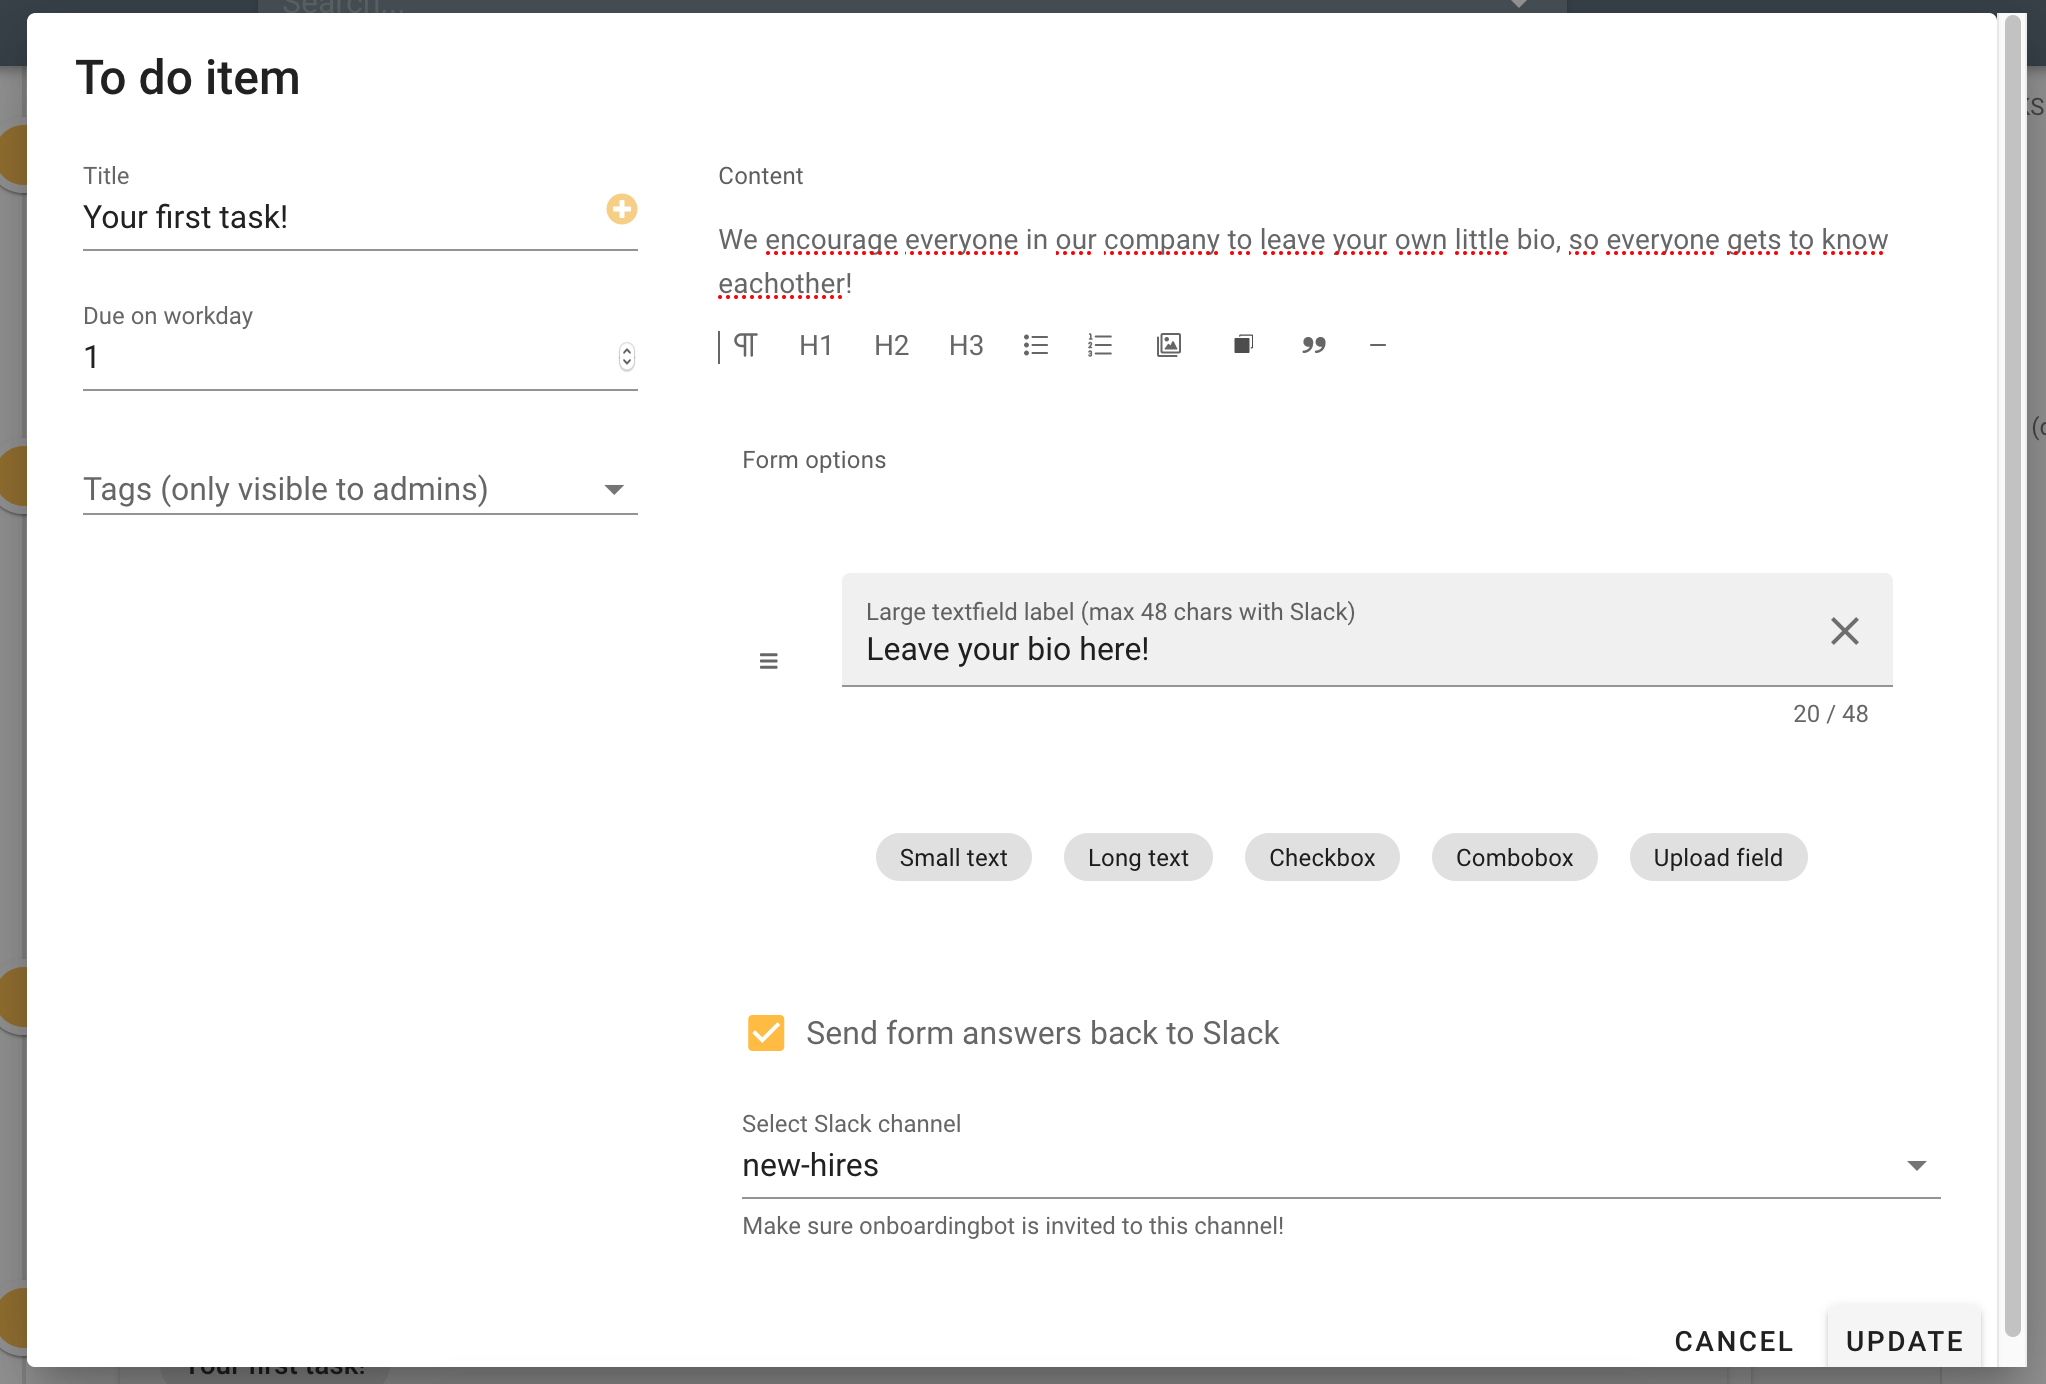 Search...
To do item
Title
Your first task!
Due on workday
1
Tags (only visible to admins)
Content
We encourage everyone in our company to leave your own little bio, so everyone gets to know
eachother!
H1 H2 H3
Form options
Large textfield label (max 48 chars with Slack)
Leave your bio here!
20 / 48
Small text Long text Checkbox Combobox Upload field
Send form answers back to Slack
Select Slack channel
new-hires
Make sure onboardingbot is invited to this channel!
CANCEL UPDATE
Your first task!